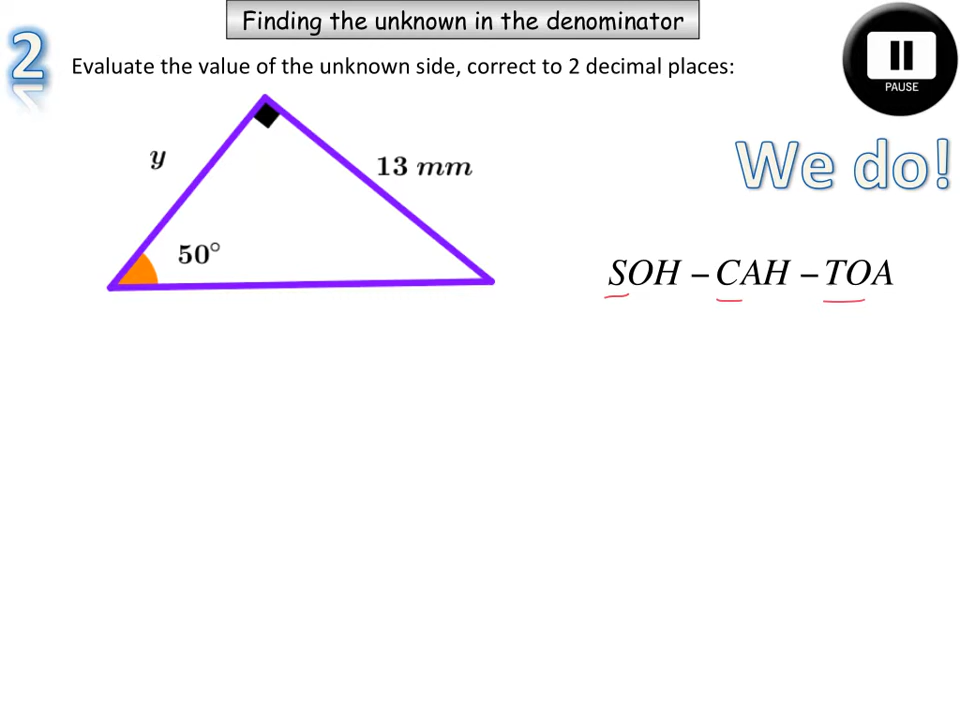 Finding the unknown in the denominator
2
Evaluate the value of the unknown side, correct to 2 decimal places:
PAUSE
y
13 mm
We do!
50°
SOH – CAH – TOA